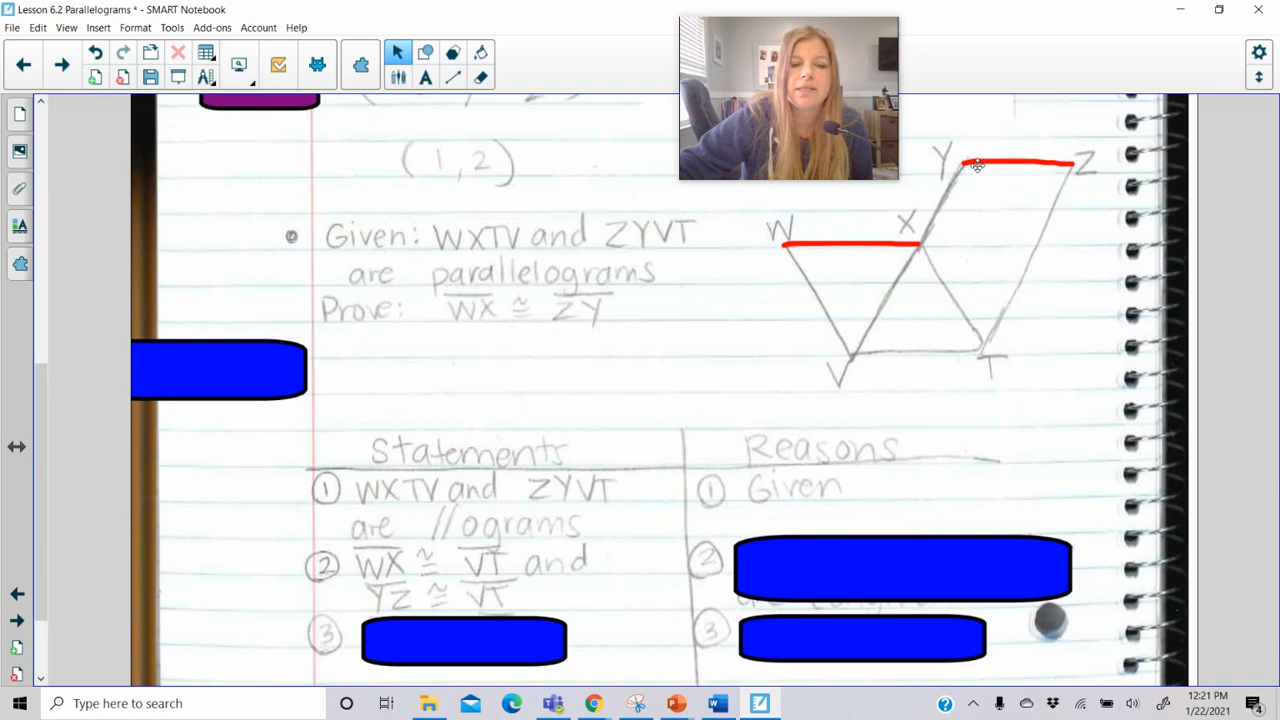 Lesson 6.2 Parallelograms * - SMART Notebook
File Edit View Insert Format Tools Add-ons Account Help
(1, 2)
Y Z
W X
• Given: WXTV and ZYVT
are parallelograms
Prove: WX ≅ ZY
V T
Statements Reasons
① WXTV and ZYVT ① Given
are //ograms
② WX ≅ VT and ②
YZ ≅ VT
③ ③
Type here to search
12:21 PM
1/22/2021
4